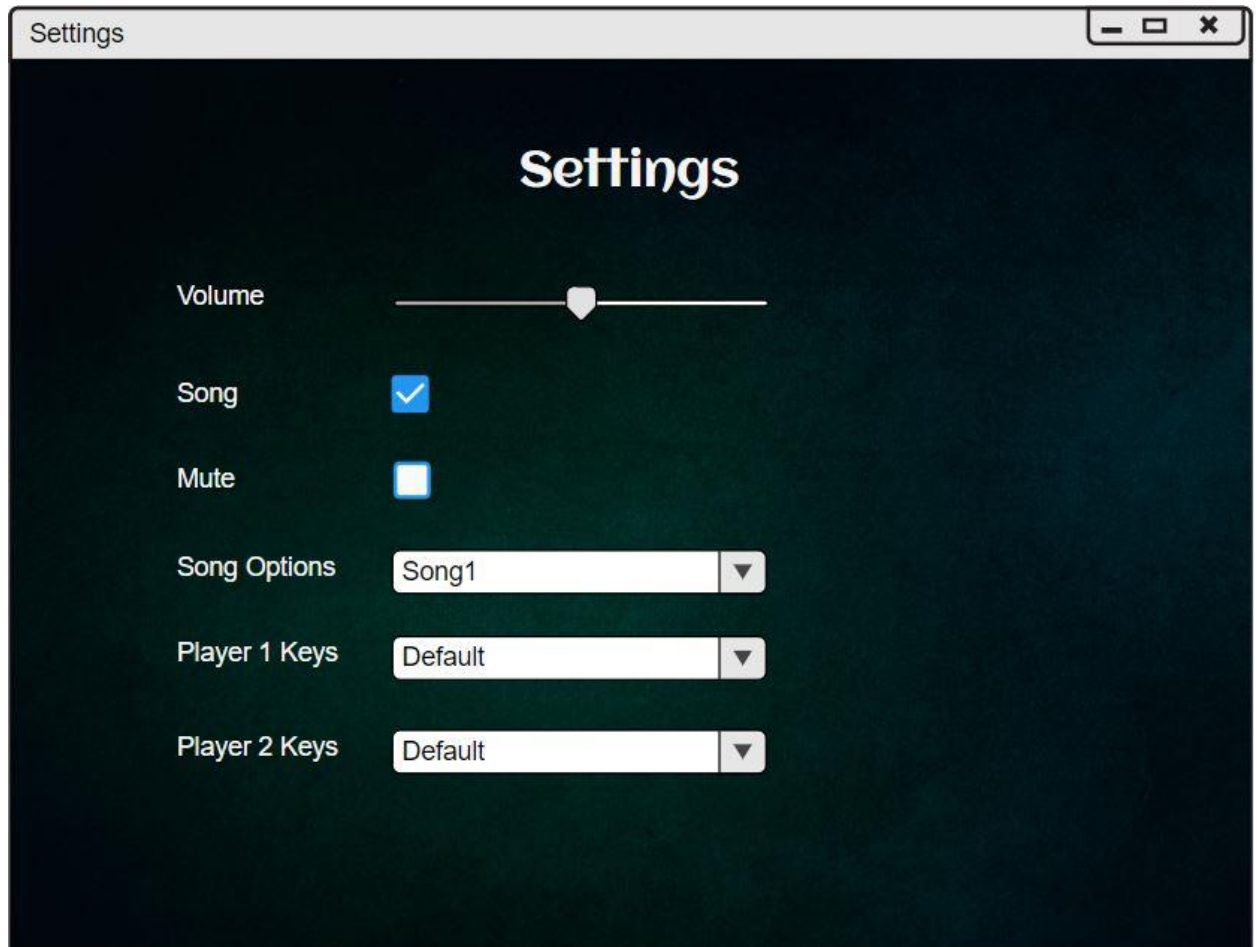 Settings
Settings
Volume
Song
Mute
Song Options Song1
Player 1 Keys Default
Player 2 Keys Default